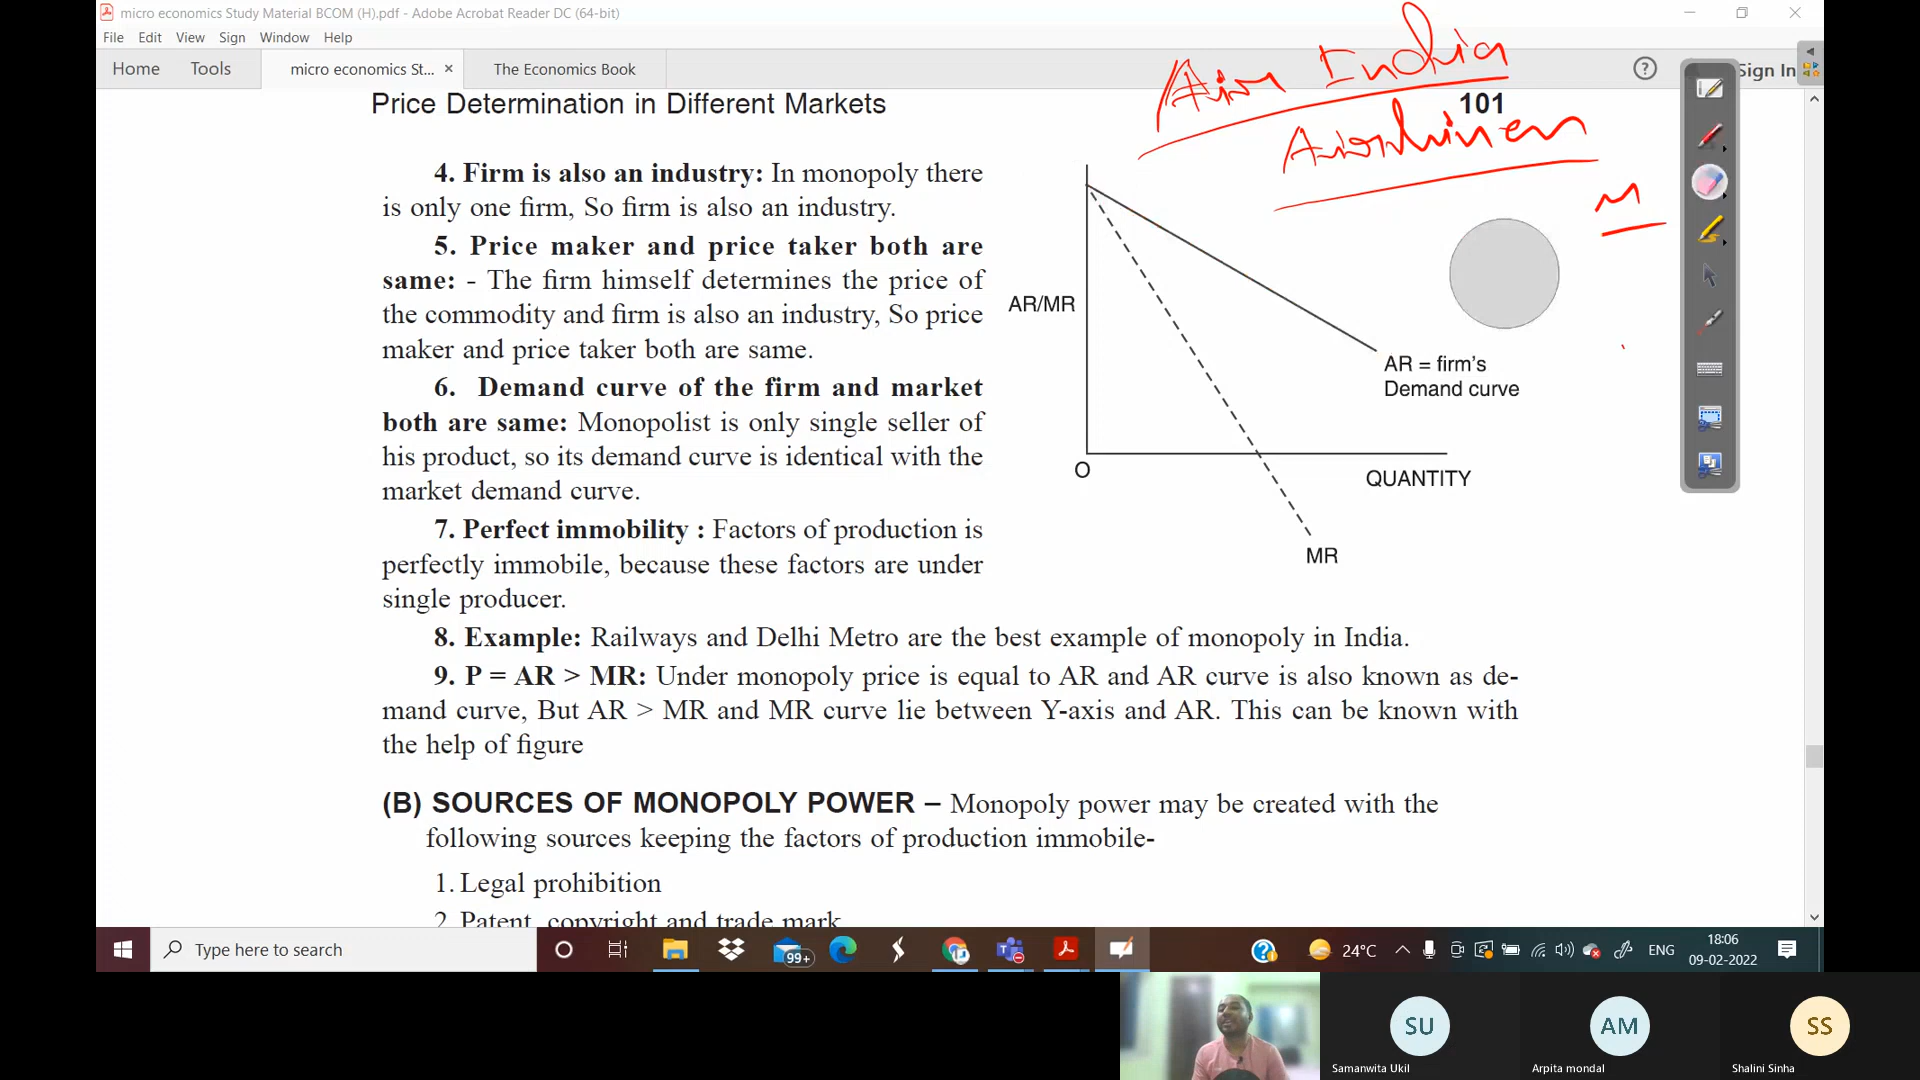 micro economics Study Material BCOM (H).pdf - Adobe Acrobat Reader DC (64-bit)
File Edit View Sign Window Help
Home Tools micro economics St... × The Economics Book Sign In
Air India
M
Price Determination in Different Markets 101
4. Firm is also an industry: In monopoly there
is only one firm, So firm is also an industry.
5. Price maker and price taker both are
same: - The firm himself determines the price of
the commodity and firm is also an industry, So price
maker and price taker both are same.
6. Demand curve of the firm and market
both are same: Monopolist is only single seller of
his product, so its demand curve is identical with the
market demand curve.
7. Perfect immobility : Factors of production is
perfectly immobile, because these factors are under
single producer.
AR/MR
AR = firm's
Demand curve
O
QUANTITY
MR
8. Example: Railways and Delhi Metro are the best example of monopoly in India.
9. P = AR > MR: Under monopoly price is equal to AR and AR curve is also known as de-
mand curve, But AR > MR and MR curve lie between Y-axis and AR. This can be known with
the help of figure
(B) SOURCES OF MONOPOLY POWER – Monopoly power may be created with the
following sources keeping the factors of production immobile-
1. Legal prohibition
2. Patent, copyright and trade mark
Type here to search
99+
24°C
ENG
18:06
09-02-2022
SU
Samanwita Ukil
AM
Arpita mondal
SS
Shalini Sinha